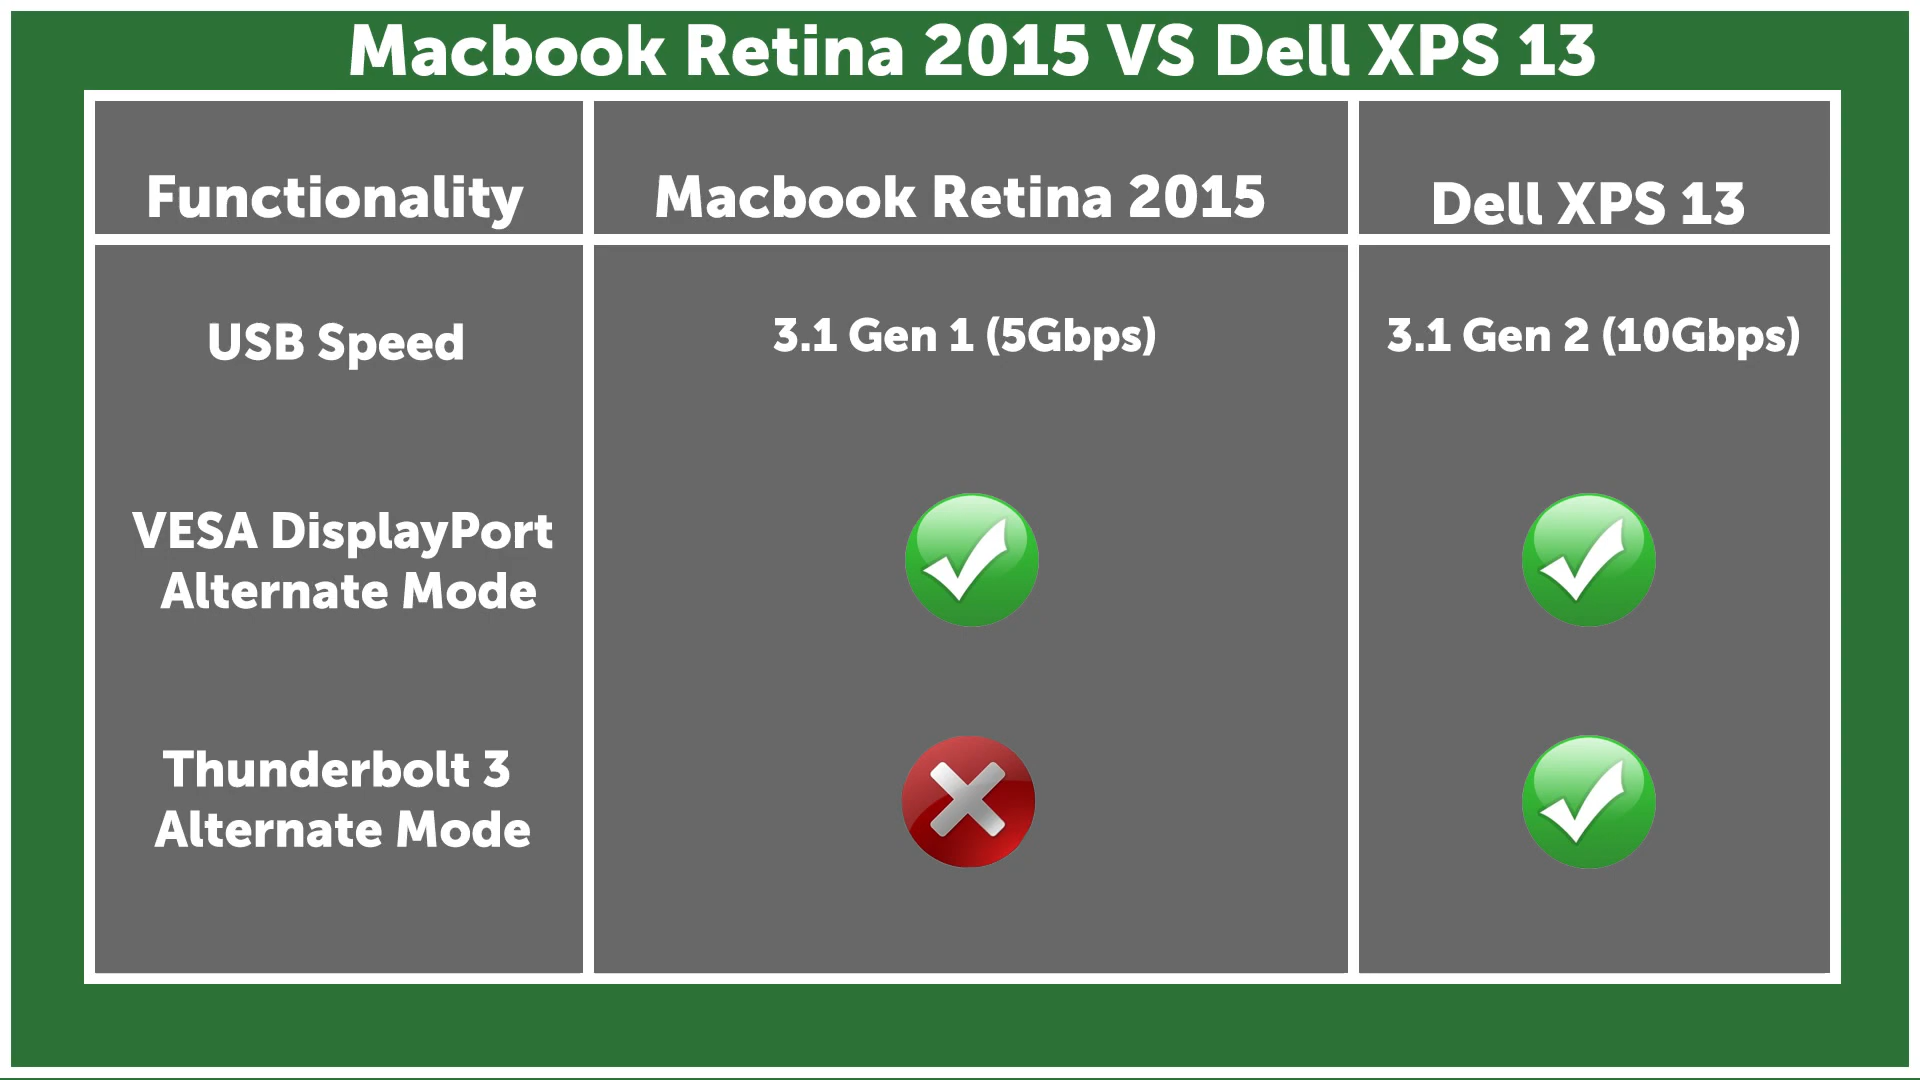 Macbook Retina 2015 VS Dell XPS 13
Functionality
Macbook Retina 2015
Dell XPS 13
USB Speed
3.1 Gen 1 (5Gbps)
3.1 Gen 2 (10Gbps)
VESA DisplayPort
Alternate Mode
Thunderbolt 3
Alternate Mode